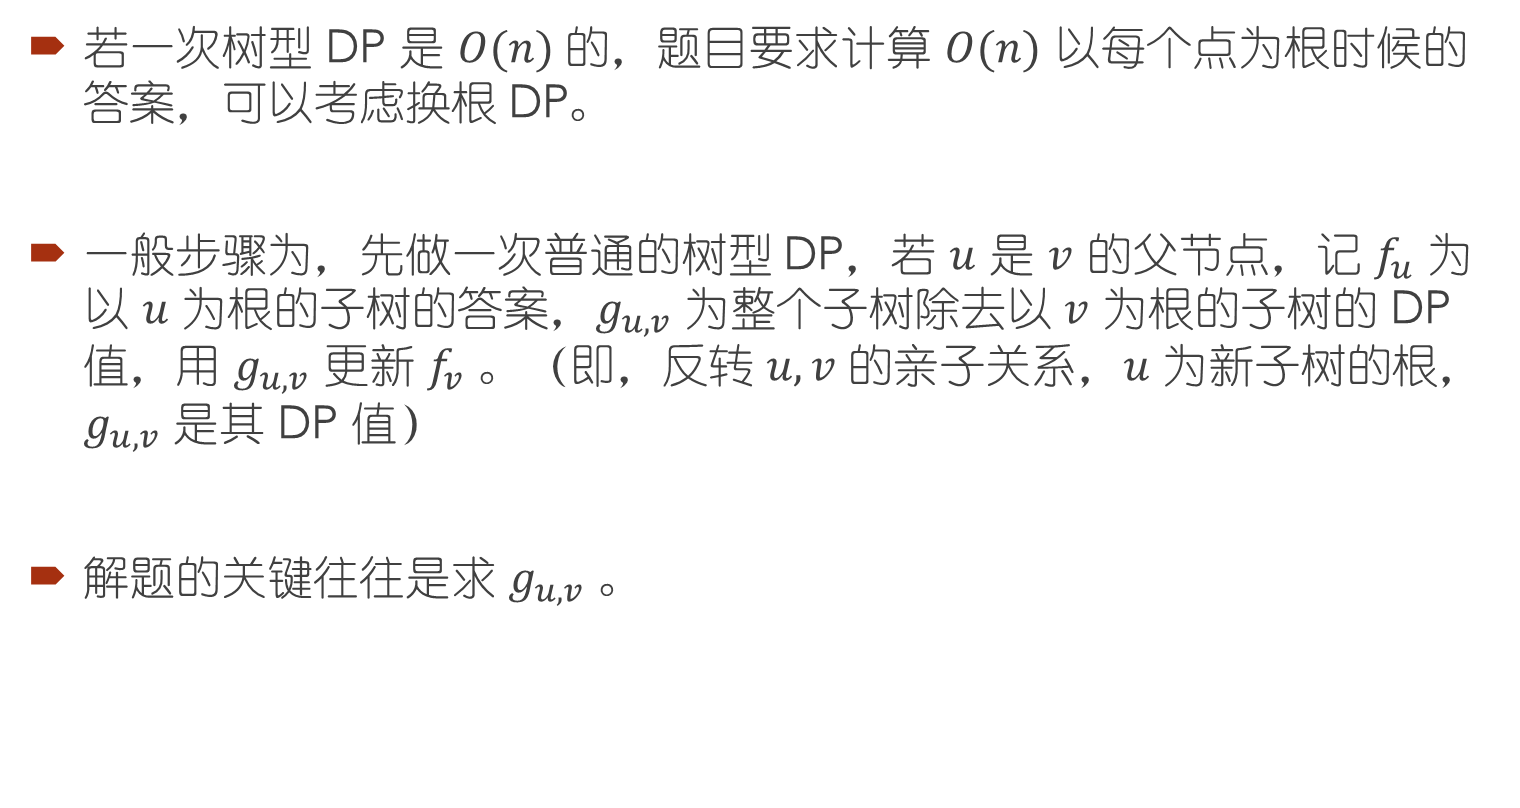 若一次树型 DP 是 O(n) 的，题目要求计算 O(n) 以每个点为根时候的
答案，可以考虑换根 DP。
一般步骤为，先做一次普通的树型 DP，若 u 是 v 的父节点，记 f_u 为
以 u 为根的子树的答案，g_{u,v} 为整个子树除去以 v 为根的子树的 DP
值，用 g_{u,v} 更新 f_v 。（即，反转 u, v 的亲子关系，u 为新子树的根，
g_{u,v} 是其 DP 值）
解题的关键往往是求 g_{u,v} 。